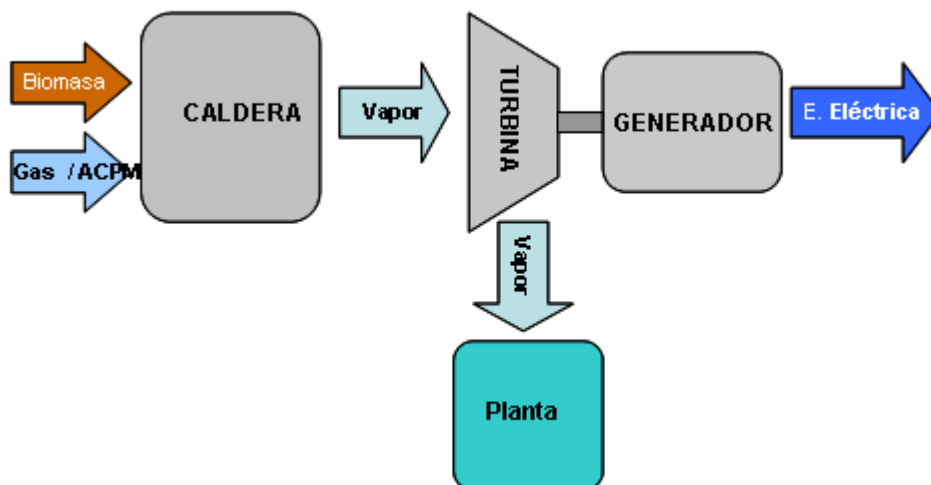 Biomasa
Gas / ACPM
CALDERA
Vapor
TURBINA
GENERADOR
E. Eléctrica
Vapor
Planta